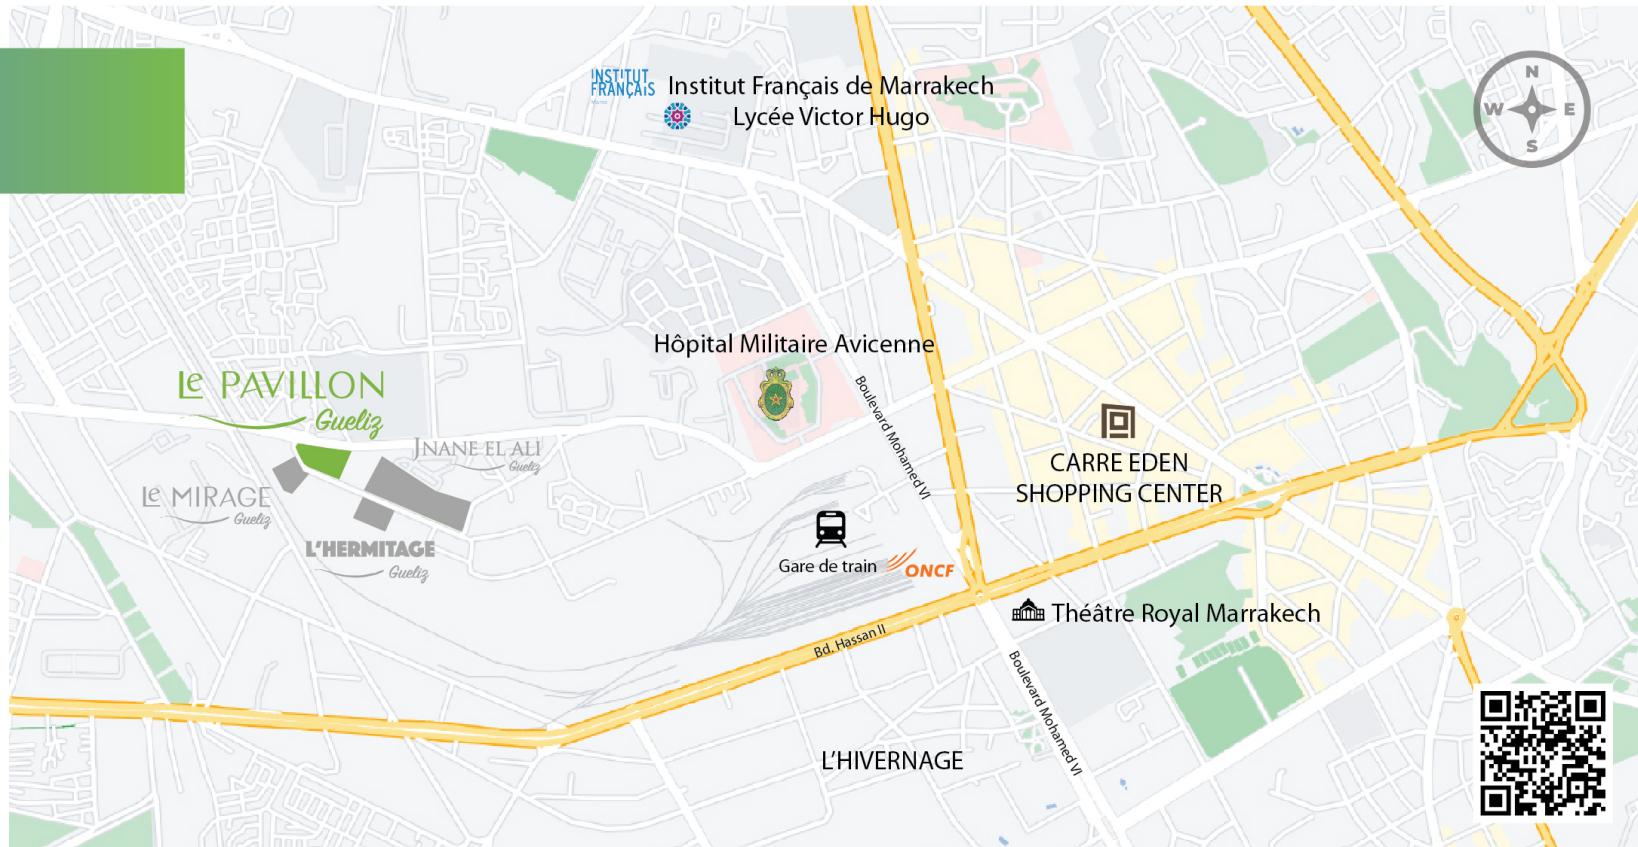 INSTITUT
FRANÇAIS
Maroc
Institut Français de Marrakech
Lycée Victor Hugo
N
W E
S
Hôpital Militaire Avicenne
Le PAVILLON
Gueliz
Boulevard Mohamed VI
JNANE EL ALI
Gueliz
CARRE EDEN
SHOPPING CENTER
Le MIRAGE
Gueliz
L'HERMITAGE
Gueliz
Gare de train
ONCF
Théâtre Royal Marrakech
Bd. Hassan II
Boulevard Mohamed VI
L'HIVERNAGE